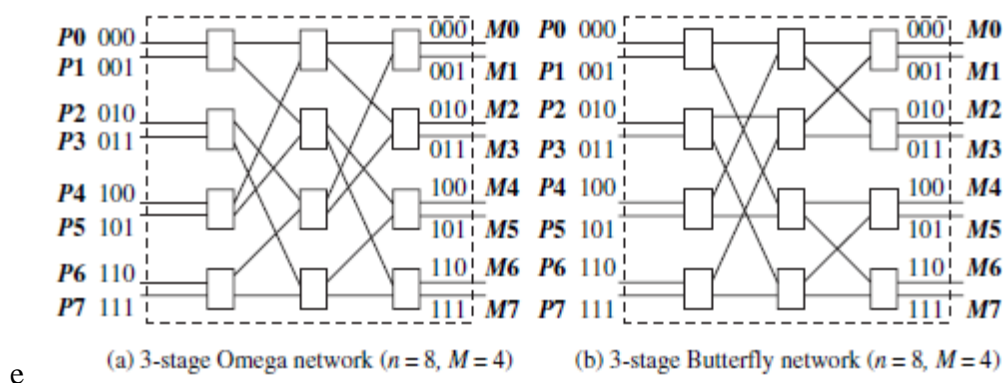 P0 000 000 M0 P0 000 000 M0
P1 001 001 M1 P1 001 001 M1
P2 010 010 M2 P2 010 010 M2
P3 011 011 M3 P3 011 011 M3
P4 100 100 M4 P4 100 100 M4
P5 101 101 M5 P5 101 101 M5
P6 110 110 M6 P6 110 110 M6
P7 111 111 M7 P7 111 111 M7
(a) 3-stage Omega network (n = 8, M = 4) (b) 3-stage Butterfly network (n = 8, M = 4)
e